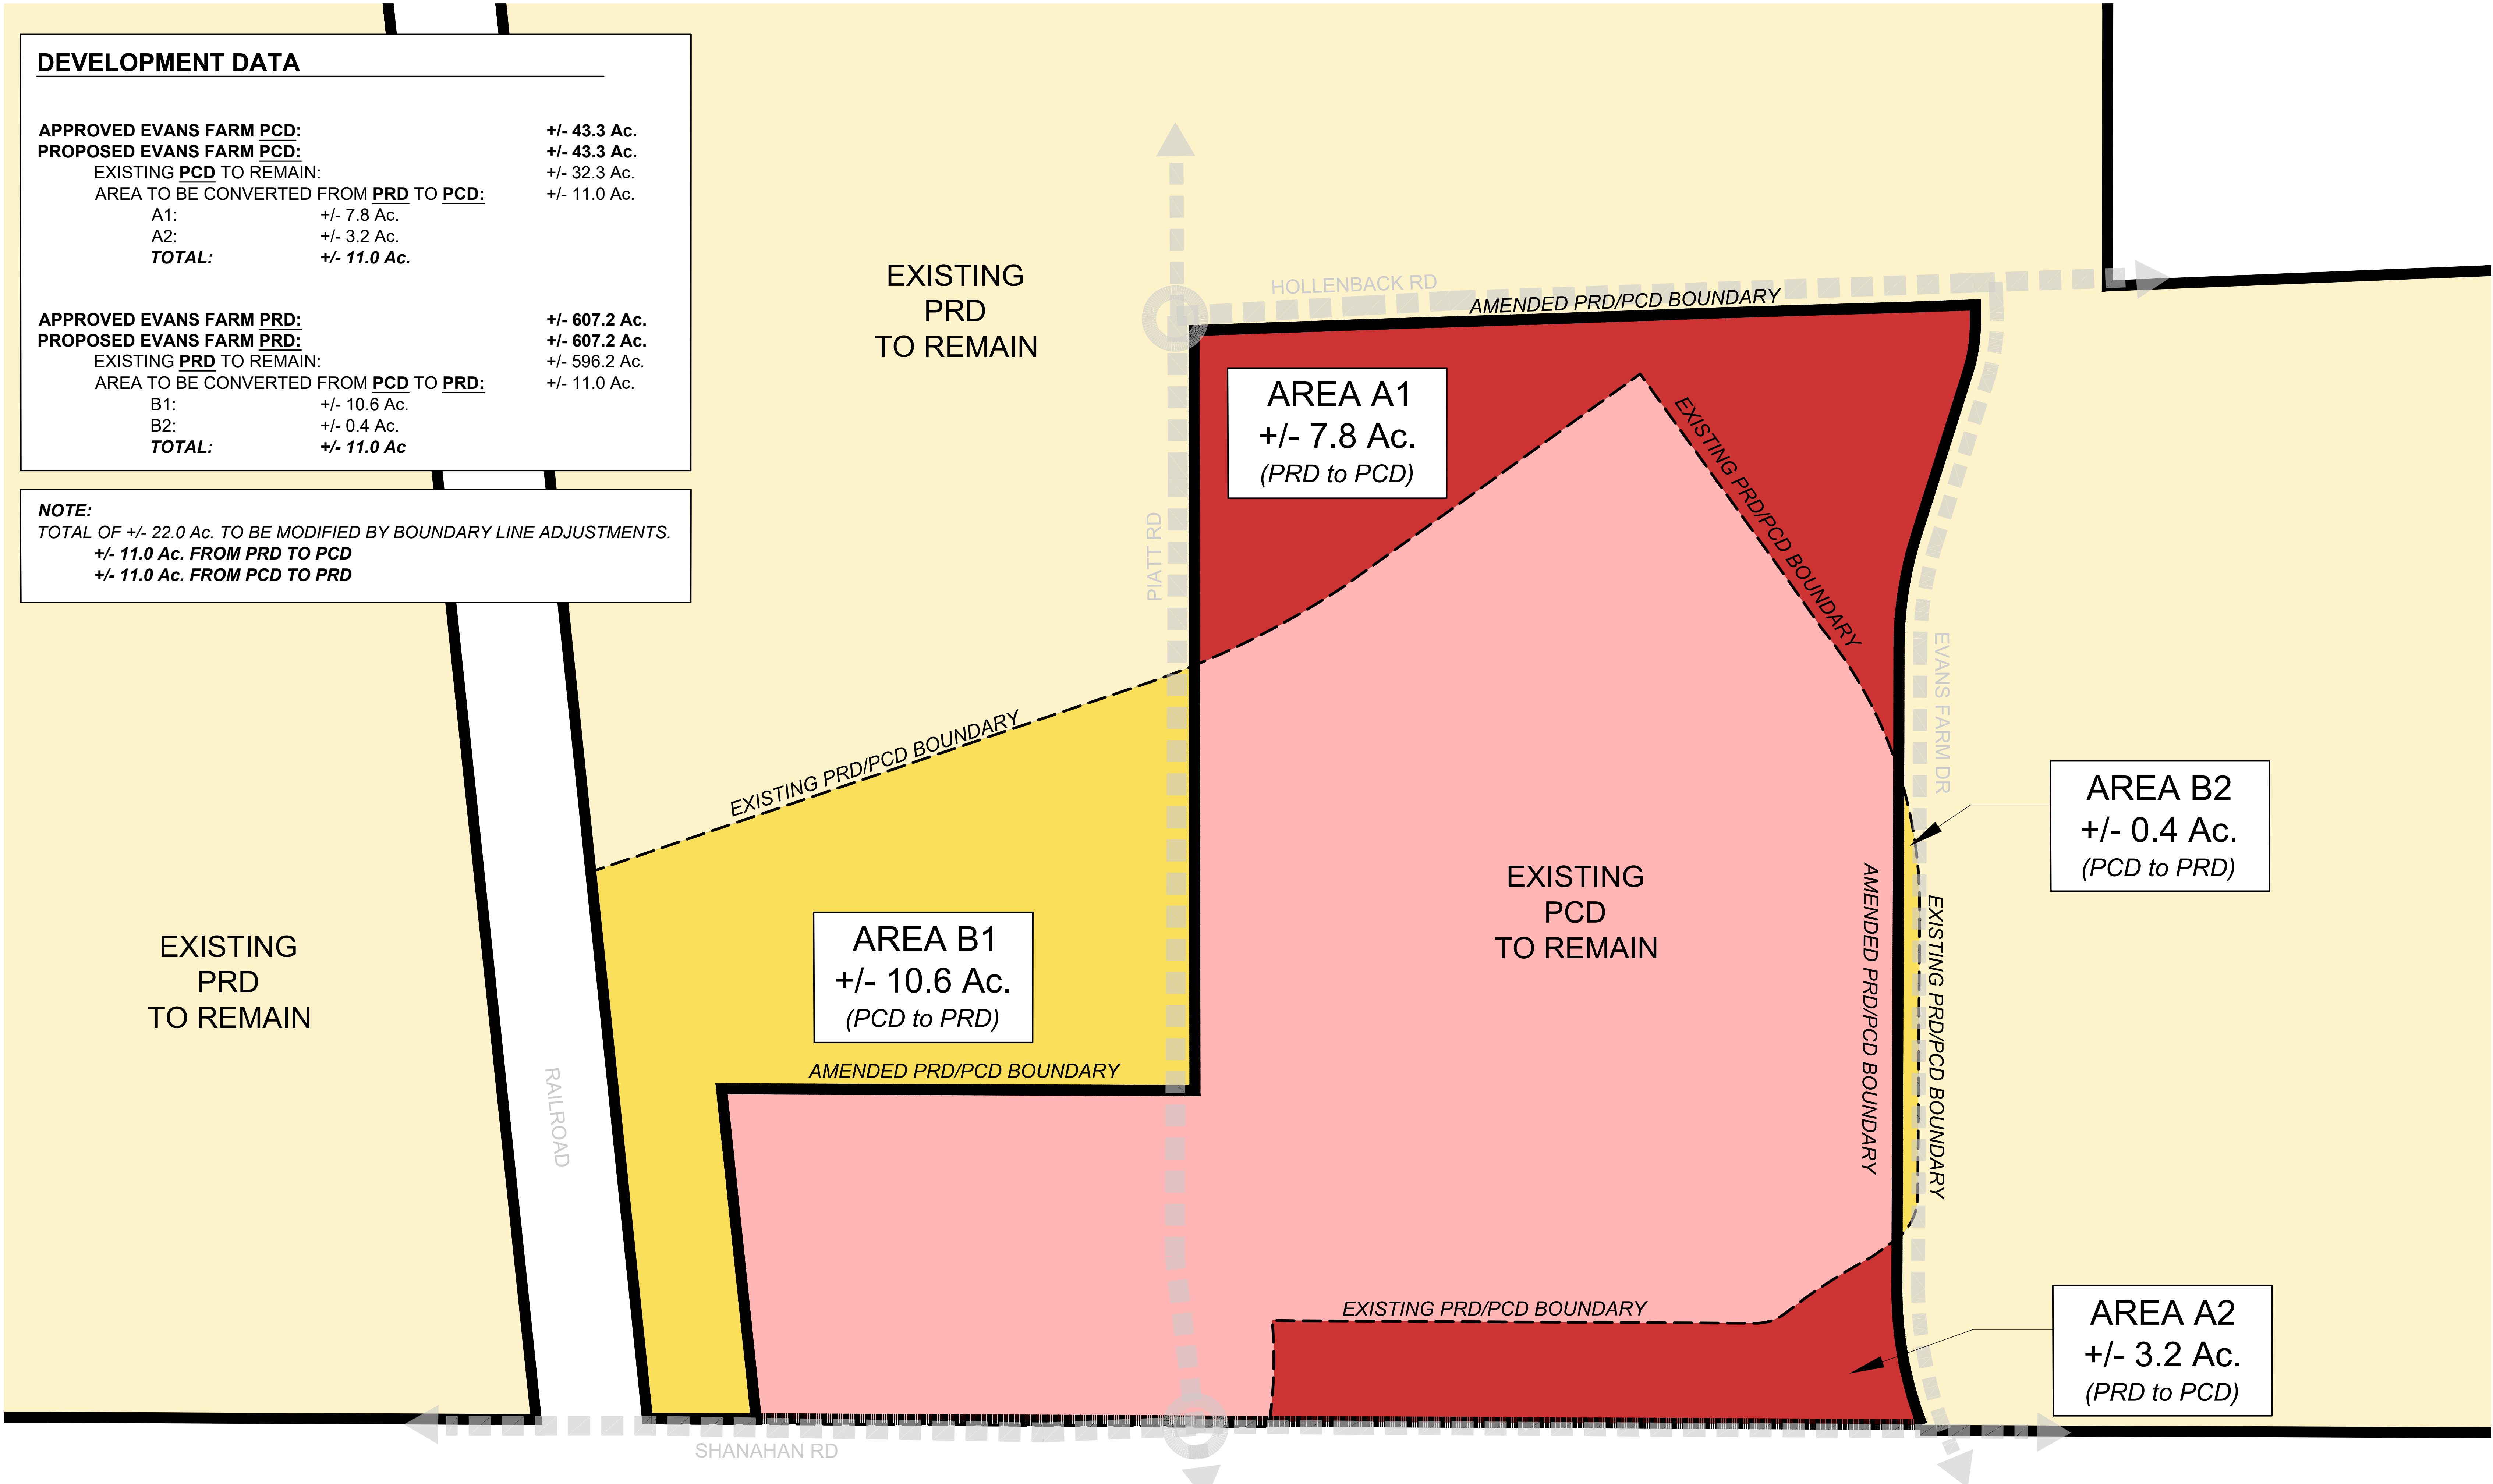 DEVELOPMENT DATA
APPROVED EVANS FARM PCD: +/- 43.3 Ac.
PROPOSED EVANS FARM PCD: +/- 43.3 Ac.
EXISTING PCD TO REMAIN: +/- 32.3 Ac.
AREA TO BE CONVERTED FROM PRD TO PCD: +/- 11.0 Ac.
A1: +/- 7.8 Ac.
A2: +/- 3.2 Ac.
TOTAL: +/- 11.0 Ac.
APPROVED EVANS FARM PRD: +/- 607.2 Ac.
PROPOSED EVANS FARM PRD: +/- 607.2 Ac.
EXISTING PRD TO REMAIN: +/- 596.2 Ac.
AREA TO BE CONVERTED FROM PCD TO PRD: +/- 11.0 Ac.
B1: +/- 10.6 Ac.
B2: +/- 0.4 Ac.
TOTAL: +/- 11.0 Ac
NOTE:
TOTAL OF +/- 22.0 Ac. TO BE MODIFIED BY BOUNDARY LINE ADJUSTMENTS.
+/- 11.0 Ac. FROM PRD TO PCD
+/- 11.0 Ac. FROM PCD TO PRD
EXISTING
PRD
TO REMAIN
HOLLENBACK RD
AMENDED PRD/PCD BOUNDARY
AREA A1
+/- 7.8 Ac.
(PRD to PCD)
EXISTING PRD/PCD BOUNDARY
PIATT RD
EVANS FARM DR
EXISTING PRD/PCD BOUNDARY
AREA B2
+/- 0.4 Ac.
(PCD to PRD)
EXISTING
PCD
TO REMAIN
AMENDED PRD/PCD BOUNDARY
EXISTING PRD/PCD BOUNDARY
AREA B1
+/- 10.6 Ac.
(PCD to PRD)
EXISTING
PRD
TO REMAIN
AMENDED PRD/PCD BOUNDARY
RAILROAD
EXISTING PRD/PCD BOUNDARY
AREA A2
+/- 3.2 Ac.
(PRD to PCD)
SHANAHAN RD